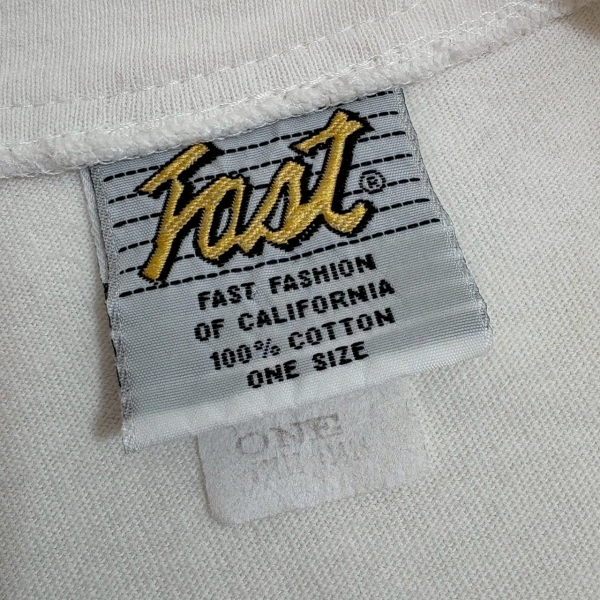 Fast®
FAST FASHION
OF CALIFORNIA
100% COTTON
ONE SIZE
ONE